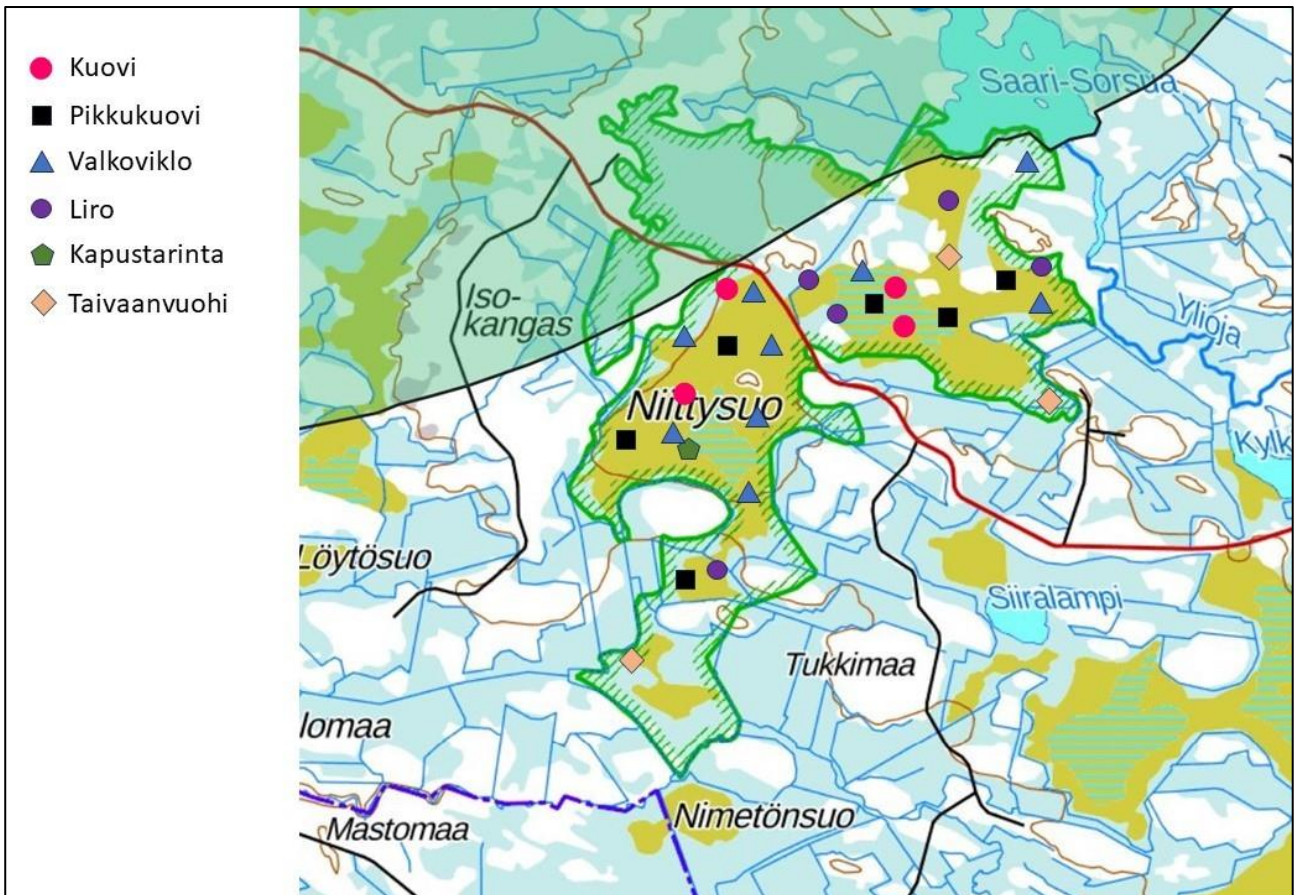 Kuovi
Pikkukuovi
Valkoviklo
Liro
Kapustarinta
Taivaanvuohi
Saari-Sorsua
Iso-
kangas
Ylioja
Niittysuo
Kylk
Löytösuo
Siiralampi
Tukkimaa
lomaa
Nimetönsuo
Mastomaa